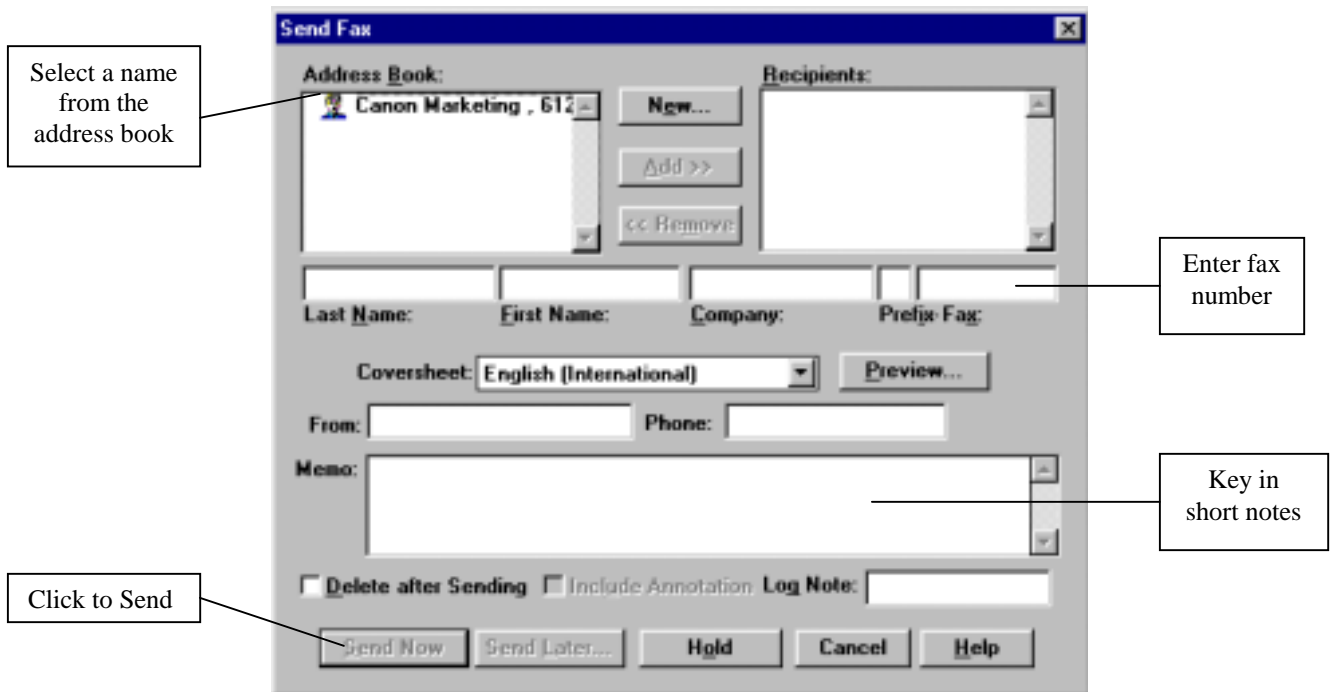 Send Fax
Select a name
from the
address book
Address Book:
Recipients:
Canon Marketing , 612
New...
Add >>
<< Remove
Enter fax
number
Last Name:
First Name:
Company:
Prefix-Fax:
Coversheet: English (International)
Preview...
From:
Phone:
Memo:
Key in
short notes
Delete after Sending
Include Annotation
Log Note:
Click to Send
Send Now
Send Later...
Hold
Cancel
Help